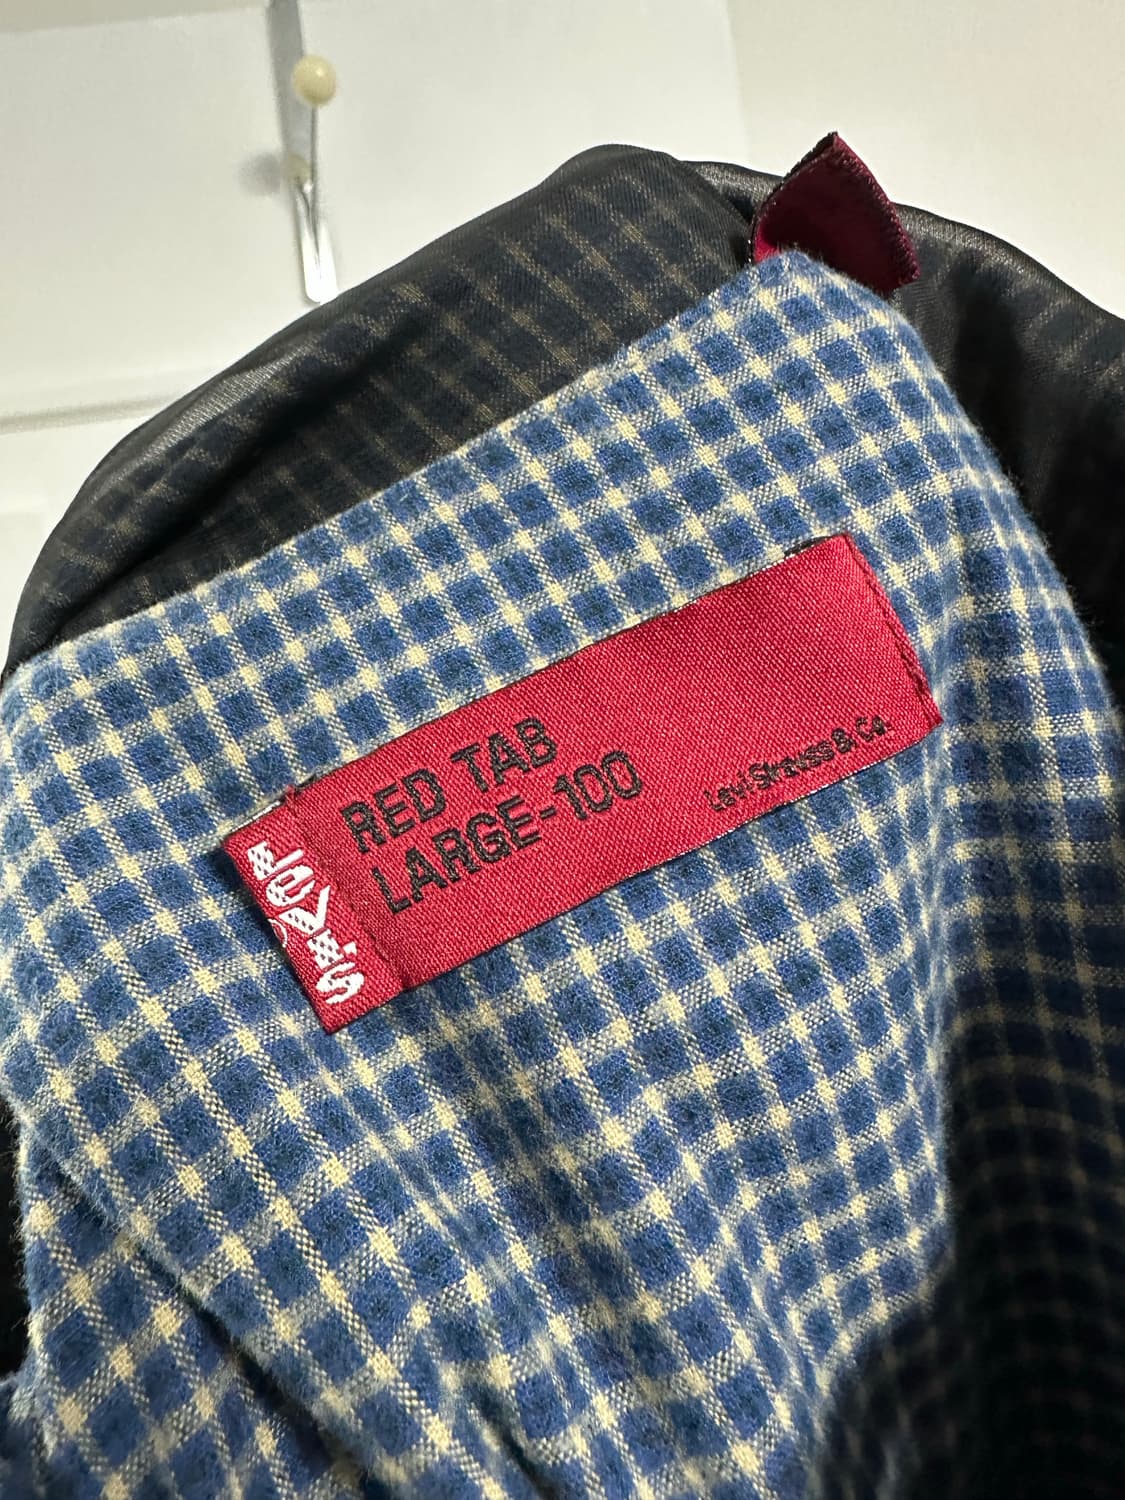 RED TAB
LARGE-100
Levi Strauss & Co.
LEVI'S